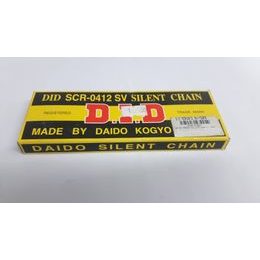 DID SCR-0412 SV SILENT CHAIN
REGISTERED
D.I.D
TRADE MARK
MADE BY DAIDO KOGYO
DAIDO SILENT CHAIN